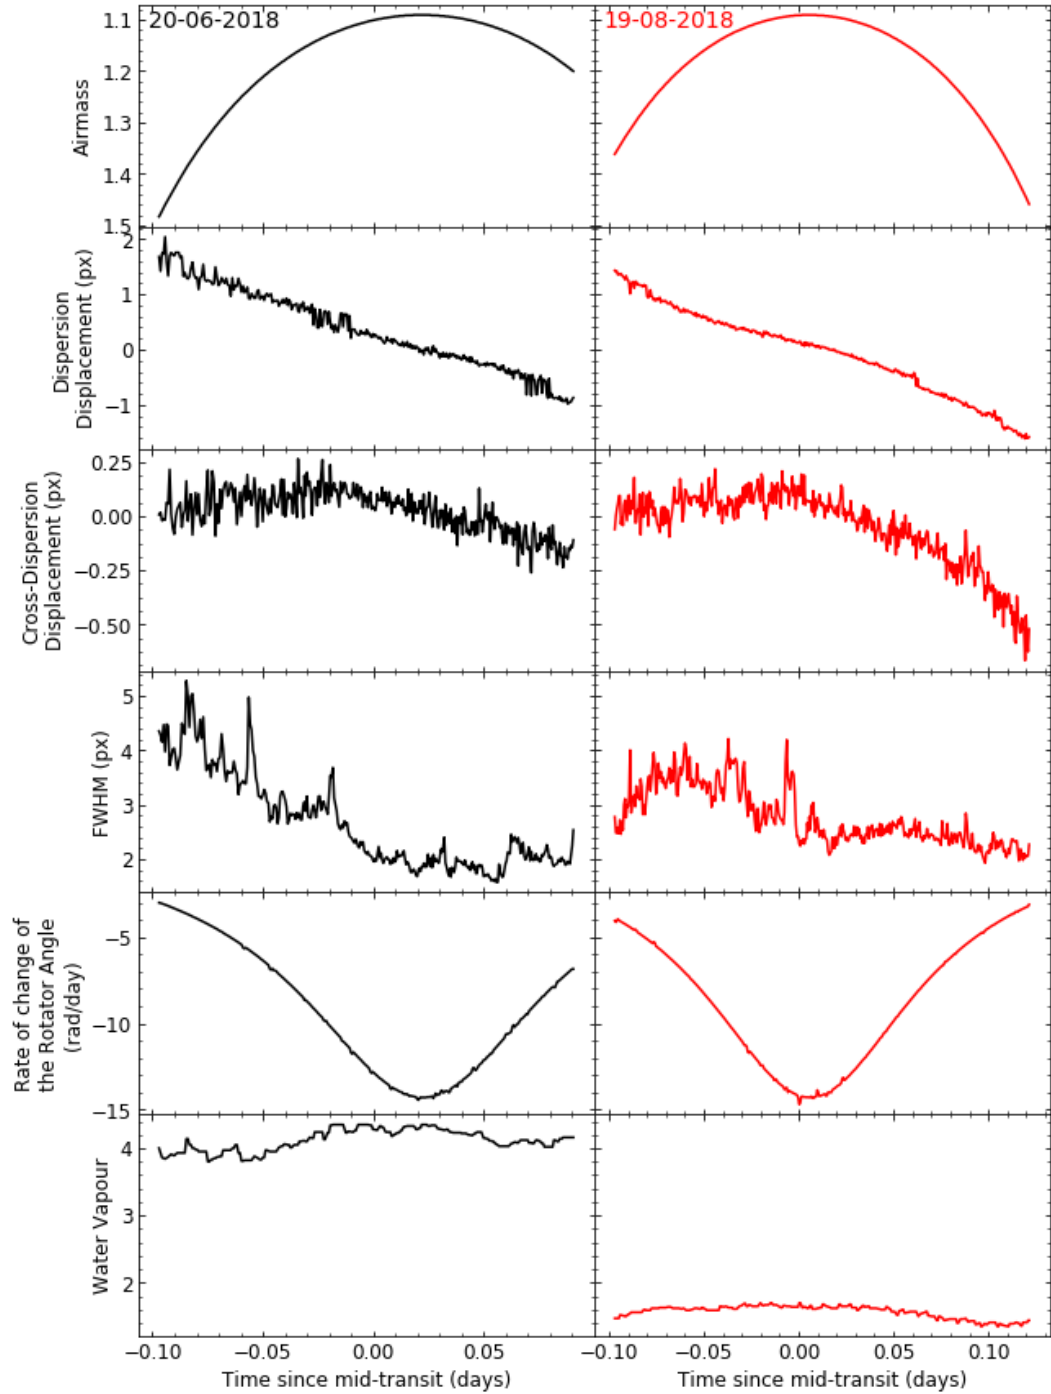 20-06-2018
19-08-2018
1.1
1.2
1.3
1.4
1.5
Airmass
2
1
0
−1
Dispersion
Displacement (px)
0.25
0.00
−0.25
−0.50
Cross-Dispersion
Displacement (px)
5
4
3
2
FWHM (px)
−5
−10
−15
Rate of change of
the Rotator Angle
(rad/day)
4
3
2
Water Vapour
−0.10 −0.05 0.00 0.05
−0.10 −0.05 0.00 0.05 0.10
Time since mid-transit (days)
Time since mid-transit (days)